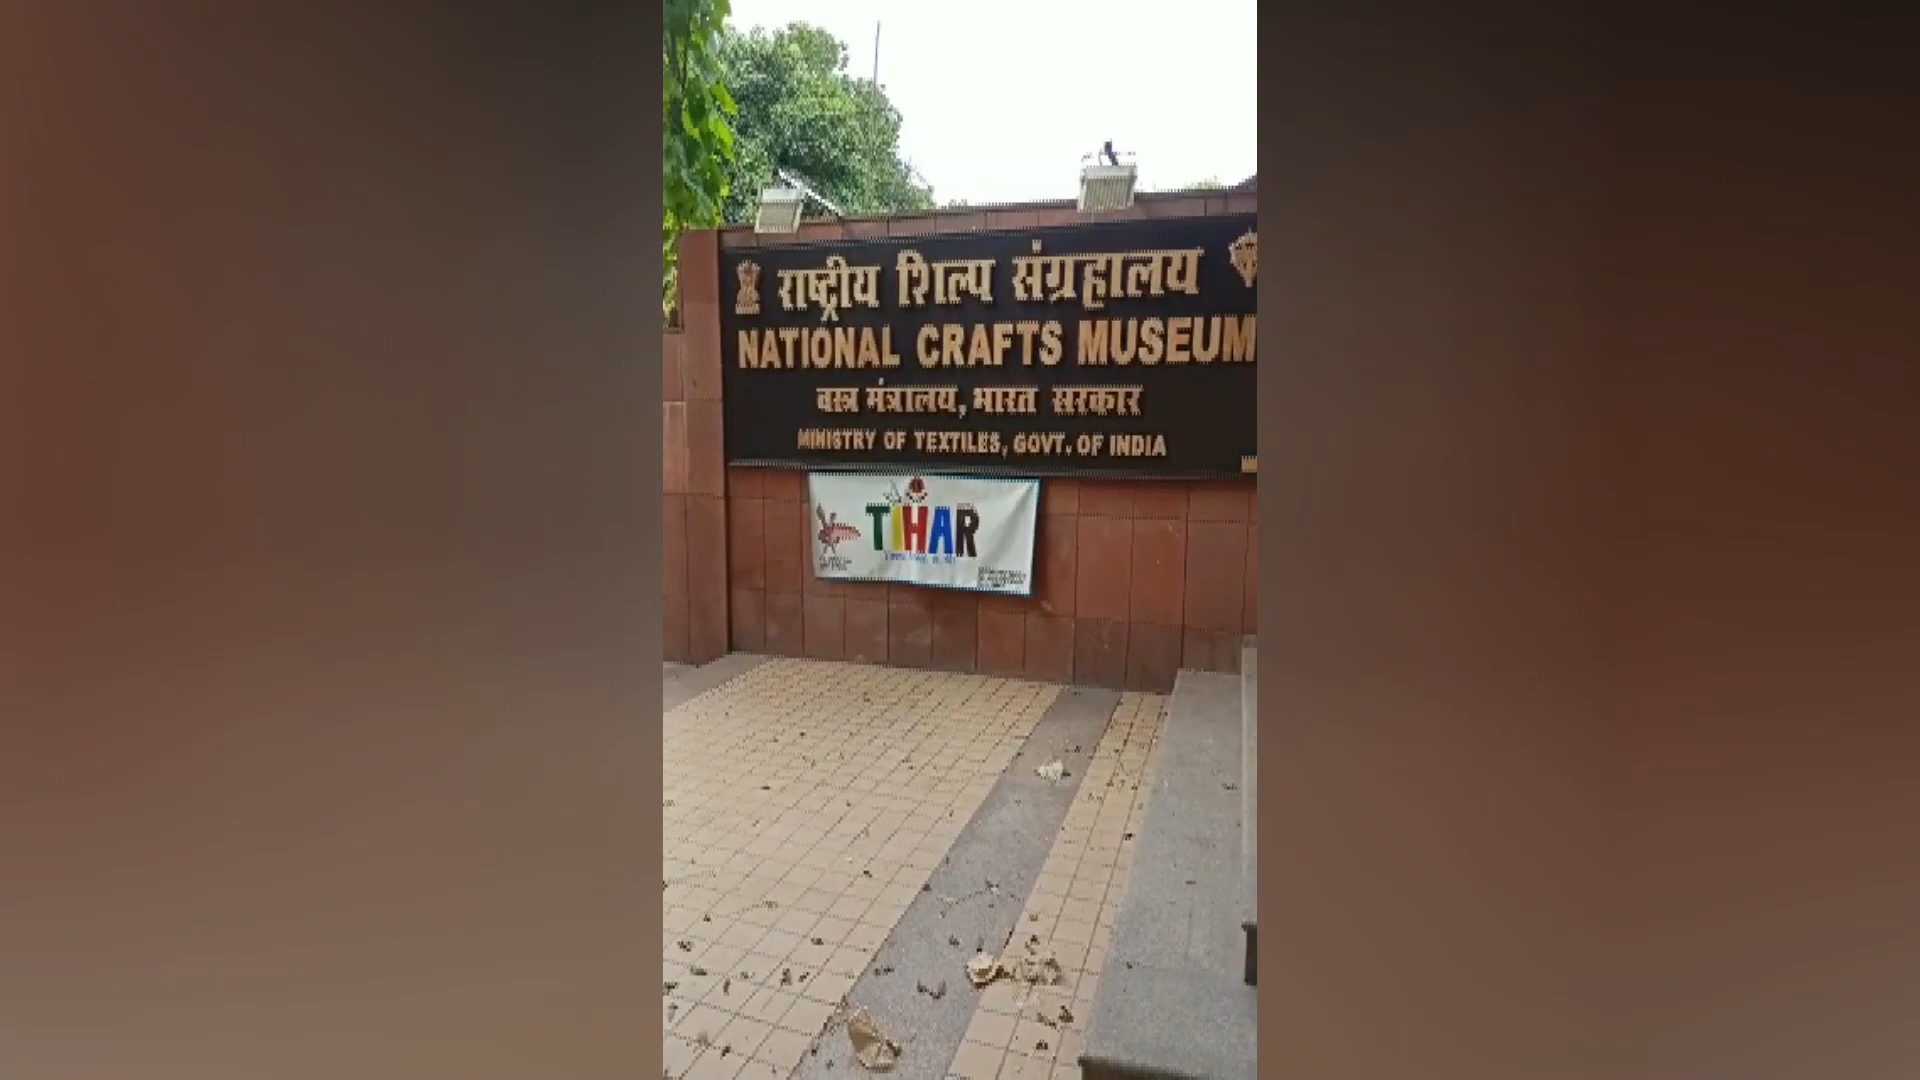 राष्ट्रीय शिल्प संग्रहालय
NATIONAL CRAFTS MUSEUM
वस्त्र मंत्रालय, भारत सरकार
MINISTRY OF TEXTILES, GOVT. OF INDIA
TIHAR